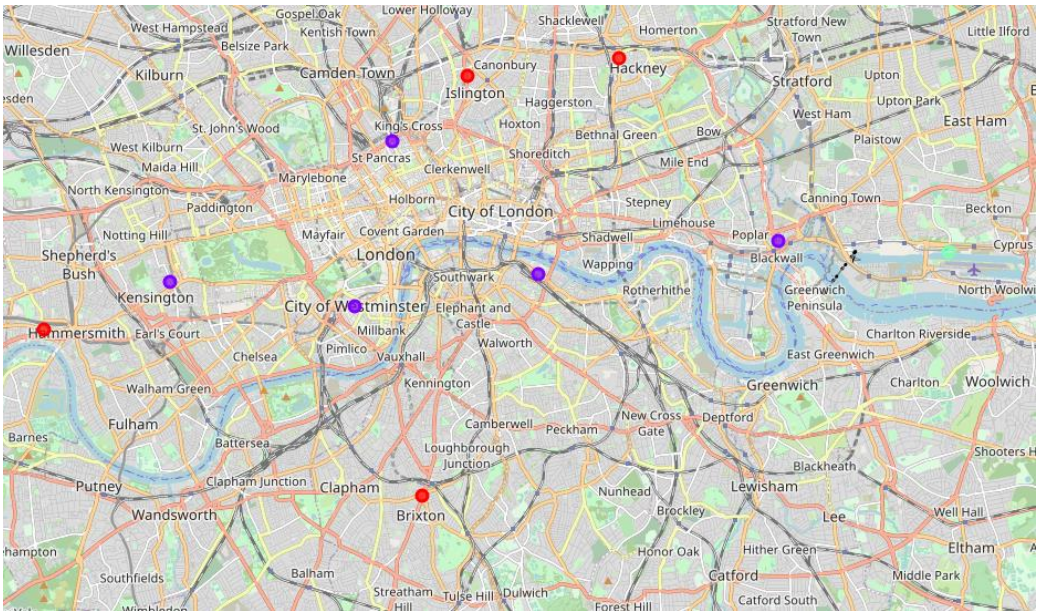 Gospel Oak
Lower Holloway
Shacklewell
Homerton
Stratford New
Town
West Hampstead
Kentish Town
Little Ilford
Willesden
Belsize Park
Canonbury
Hackney
Kilburn
Camden Town
Stratford
Upton
Islington
Haggerston
Upton Park
St. John's Wood
King's Cross
Hoxton
Bethnal Green
Bow
West Ham
East Ham
West Kilburn
St Pancras
Shoreditch
Plaistow
Maida Hill
Clerkenwell
Mile End
Marylebone
North Kensington
Holborn
Stepney
Canning Town
Paddington
City of London
Beckton
Notting Hill
Mayfair
Covent Garden
Limehouse
Poplar
Shepherd's
Bush
London
Shadwell
Blackwall
Cyprus
Wapping
Southwark
Kensington
Rotherhithe
Greenwich
Peninsula
North Woolwi
City of Westminster
Elephant and
Castle
Hammersmith
Earl's Court
Millbank
Charlton Riverside
Pimlico
Walworth
Chelsea
Vauxhall
East Greenwich
Walham Green
Kennington
Greenwich
Charlton
Woolwich
Fulham
New Cross
Gate
Deptford
Camberwell
Peckham
Barnes
Battersea
Loughborough
Junction
Shooters H
Blackheath
Putney
Clapham Junction
Clapham
Nunhead
Lewisham
Wandsworth
Brixton
Brockley
Lee
Well Hall
ehampton
Honor Oak
Hither Green
Eltham
Southfields
Balham
Catford
Middle Park
Streatham
Hill
Tulse Hill
Dulwich
Forest Hill
Catford South
Wimbledon